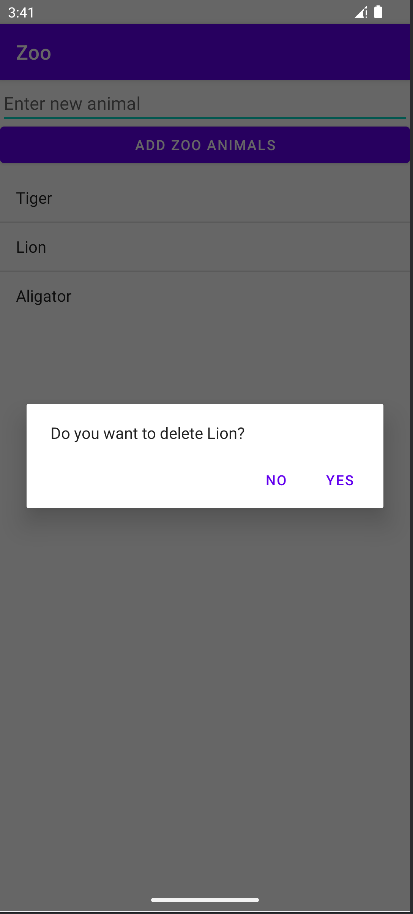 3:41
Zoo
Enter new animal
ADD ZOO ANIMALS
Tiger
Lion
Aligator
Do you want to delete Lion?
NO YES